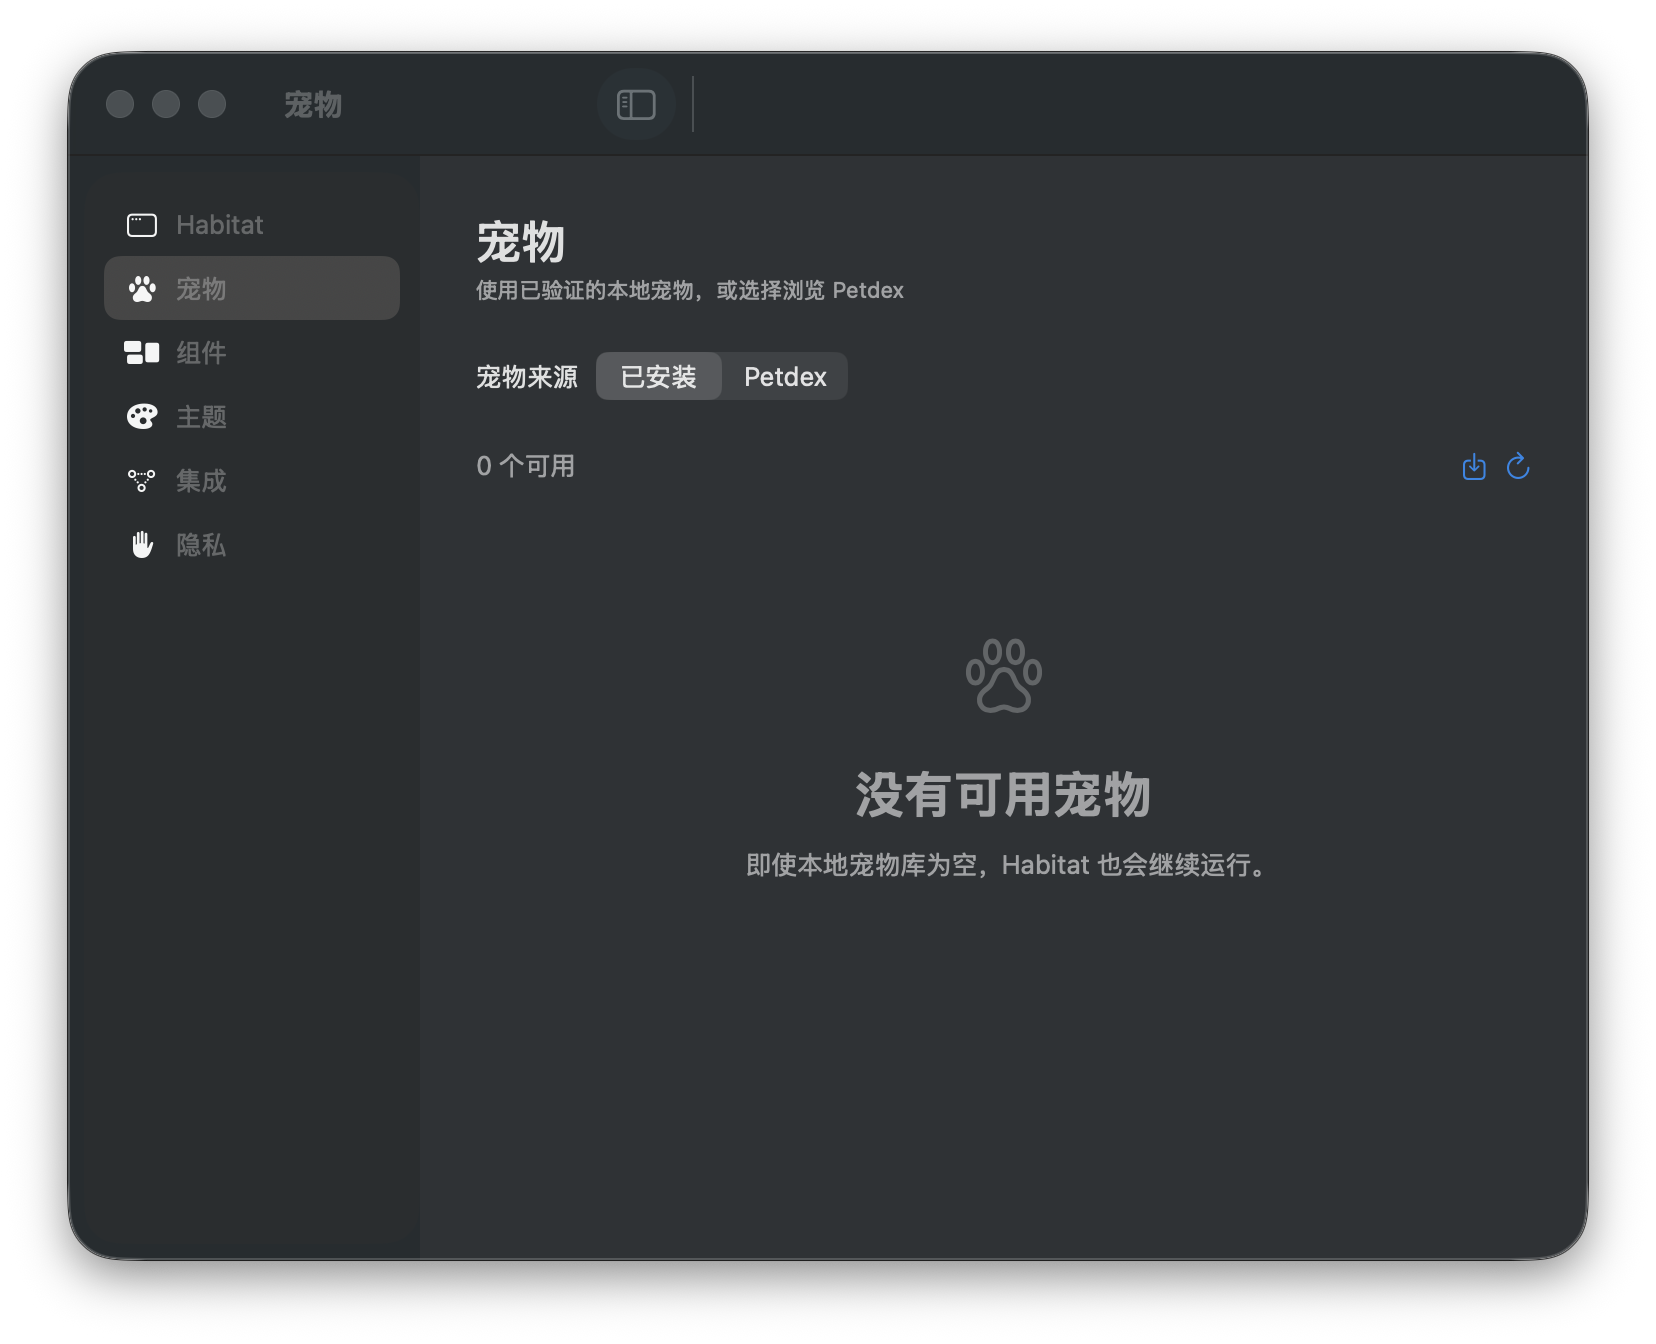 宠物
Habitat
宠物
组件
主题
集成
隐私
宠物
使用已验证的本地宠物，或选择浏览 Petdex
宠物来源 已安装 Petdex
0 个可用
没有可用宠物
即使本地宠物库为空，Habitat 也会继续运行。